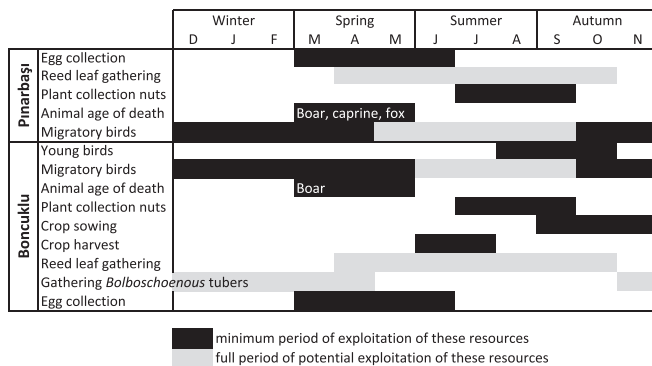 Winter Spring Summer Autumn
D J F M A M J J A S O N
Pınarbaşı
Egg collection
Reed leaf gathering
Plant collection nuts
Animal age of death Boar, caprine, fox
Migratory birds
Boncuklu
Young birds
Migratory birds
Animal age of death Boar
Plant collection nuts
Crop sowing
Crop harvest
Reed leaf gathering
Gathering Bolboschoenous tubers
Egg collection
minimum period of exploitation of these resources
full period of potential exploitation of these resources